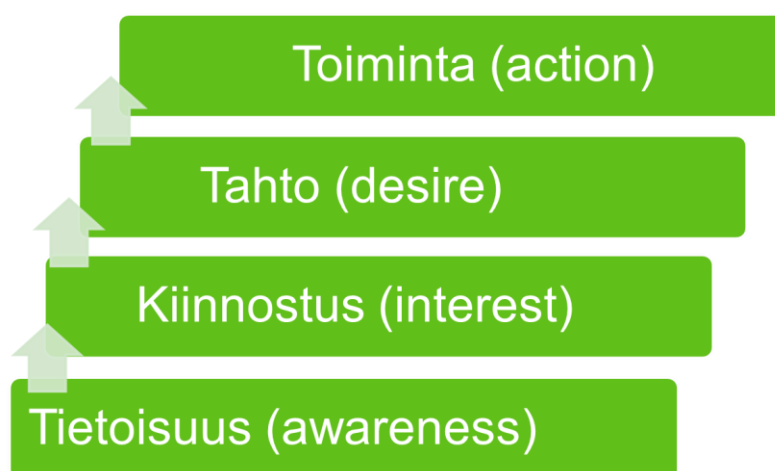 Toiminta (action)
Tahto (desire)
Kiinnostus (interest)
Tietoisuus (awareness)